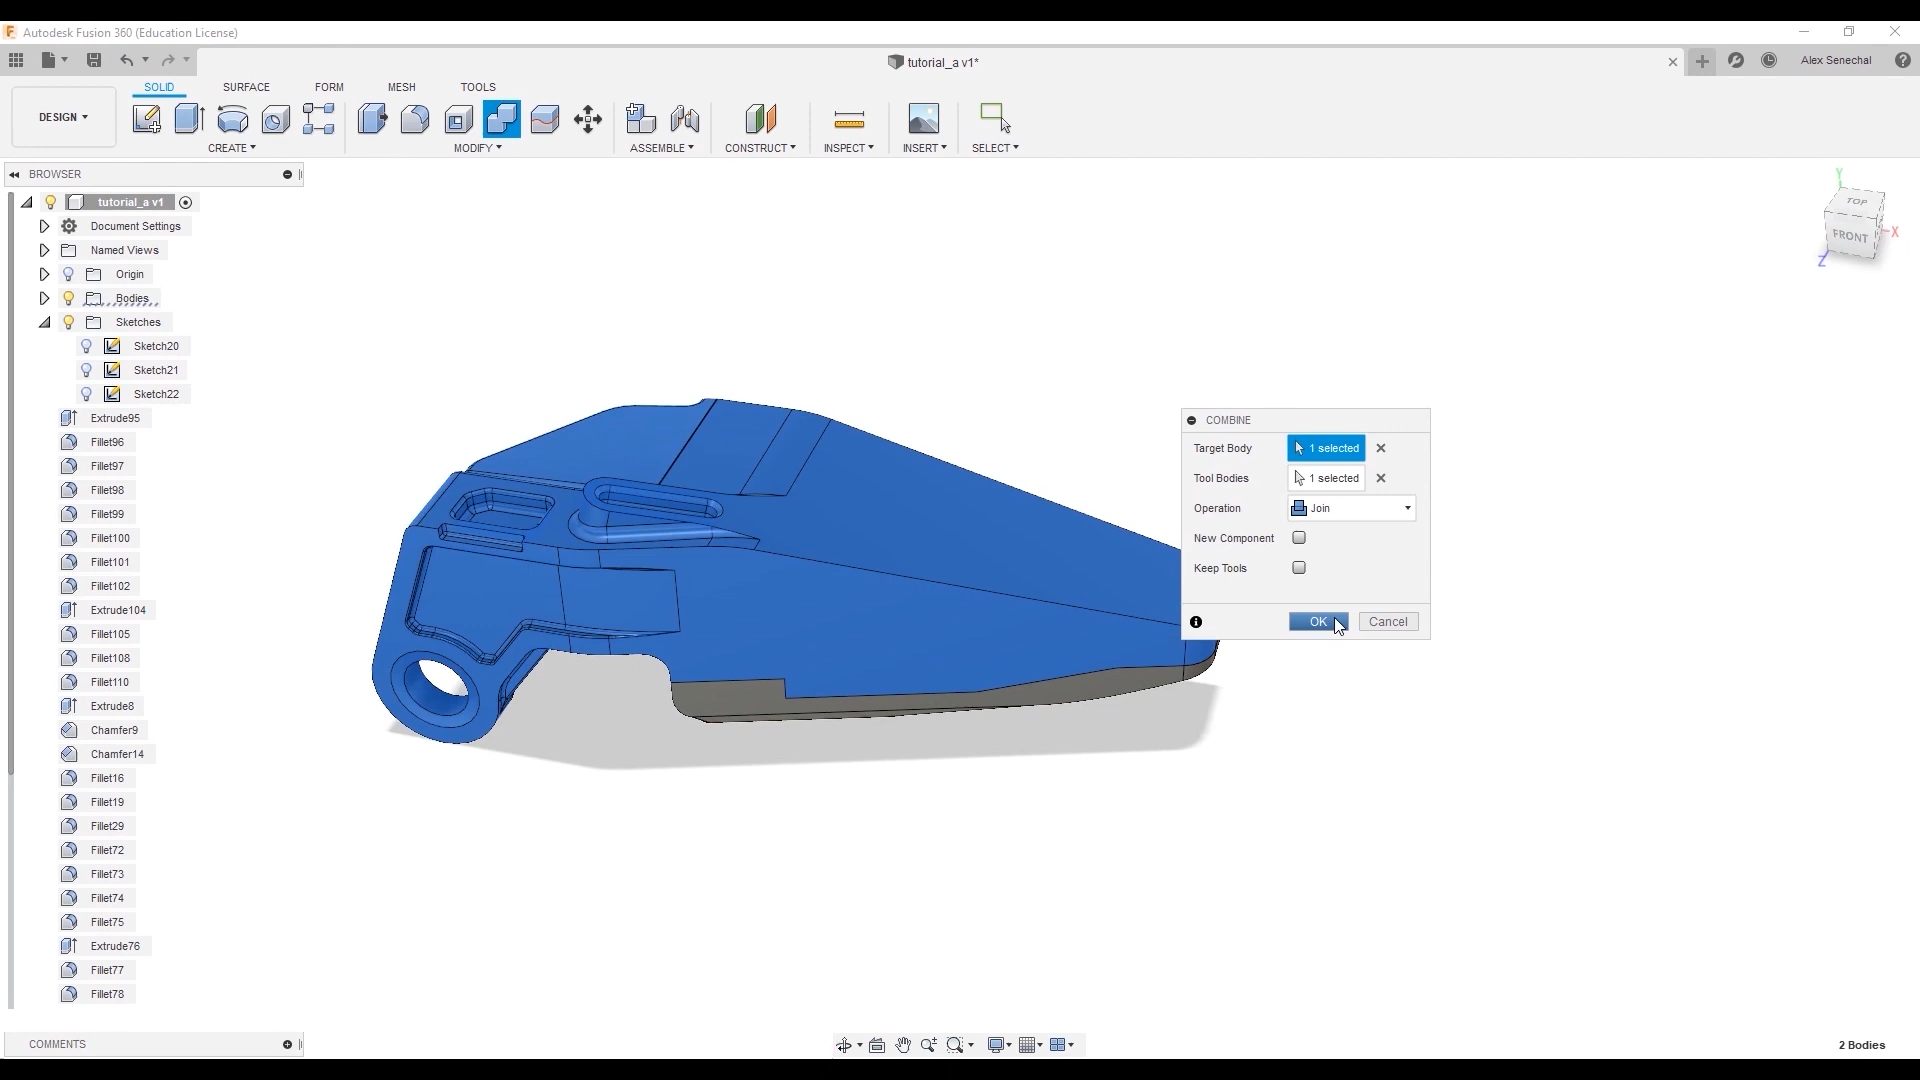 Autodesk Fusion 360 (Education License)
tutorial_a v1*
Alex Senechal
DESIGN
SOLID
SURFACE
FORM
MESH
TOOLS
CREATE
MODIFY
ASSEMBLE
CONSTRUCT
INSPECT
INSERT
SELECT
BROWSER
tutorial_a v1
Document Settings
Named Views
Origin
Bodies
Sketches
Sketch20
Sketch21
Sketch22
Extrude95
Fillet96
Fillet97
Fillet98
Fillet99
Fillet100
Fillet101
Fillet102
Extrude104
Fillet105
Fillet108
Fillet110
Extrude8
Chamfer9
Chamfer14
Fillet16
Fillet19
Fillet29
Fillet72
Fillet73
Fillet74
Fillet75
Extrude76
Fillet77
Fillet78
Y
TOP
FRONT
X
Z
COMBINE
Target Body 1 selected
Tool Bodies 1 selected
Operation Join
New Component
Keep Tools
OK Cancel
COMMENTS
2 Bodies